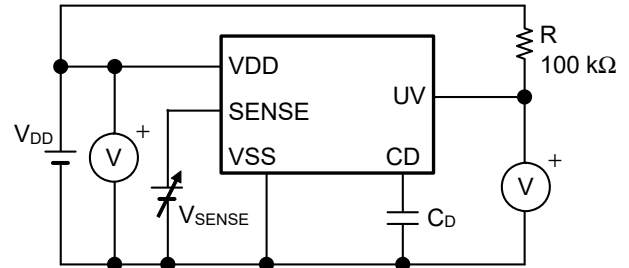 R
100 kΩ
VDD
UV
SENSE
VDD
+
V
VSS
CD
+
V
VSENSE
CD